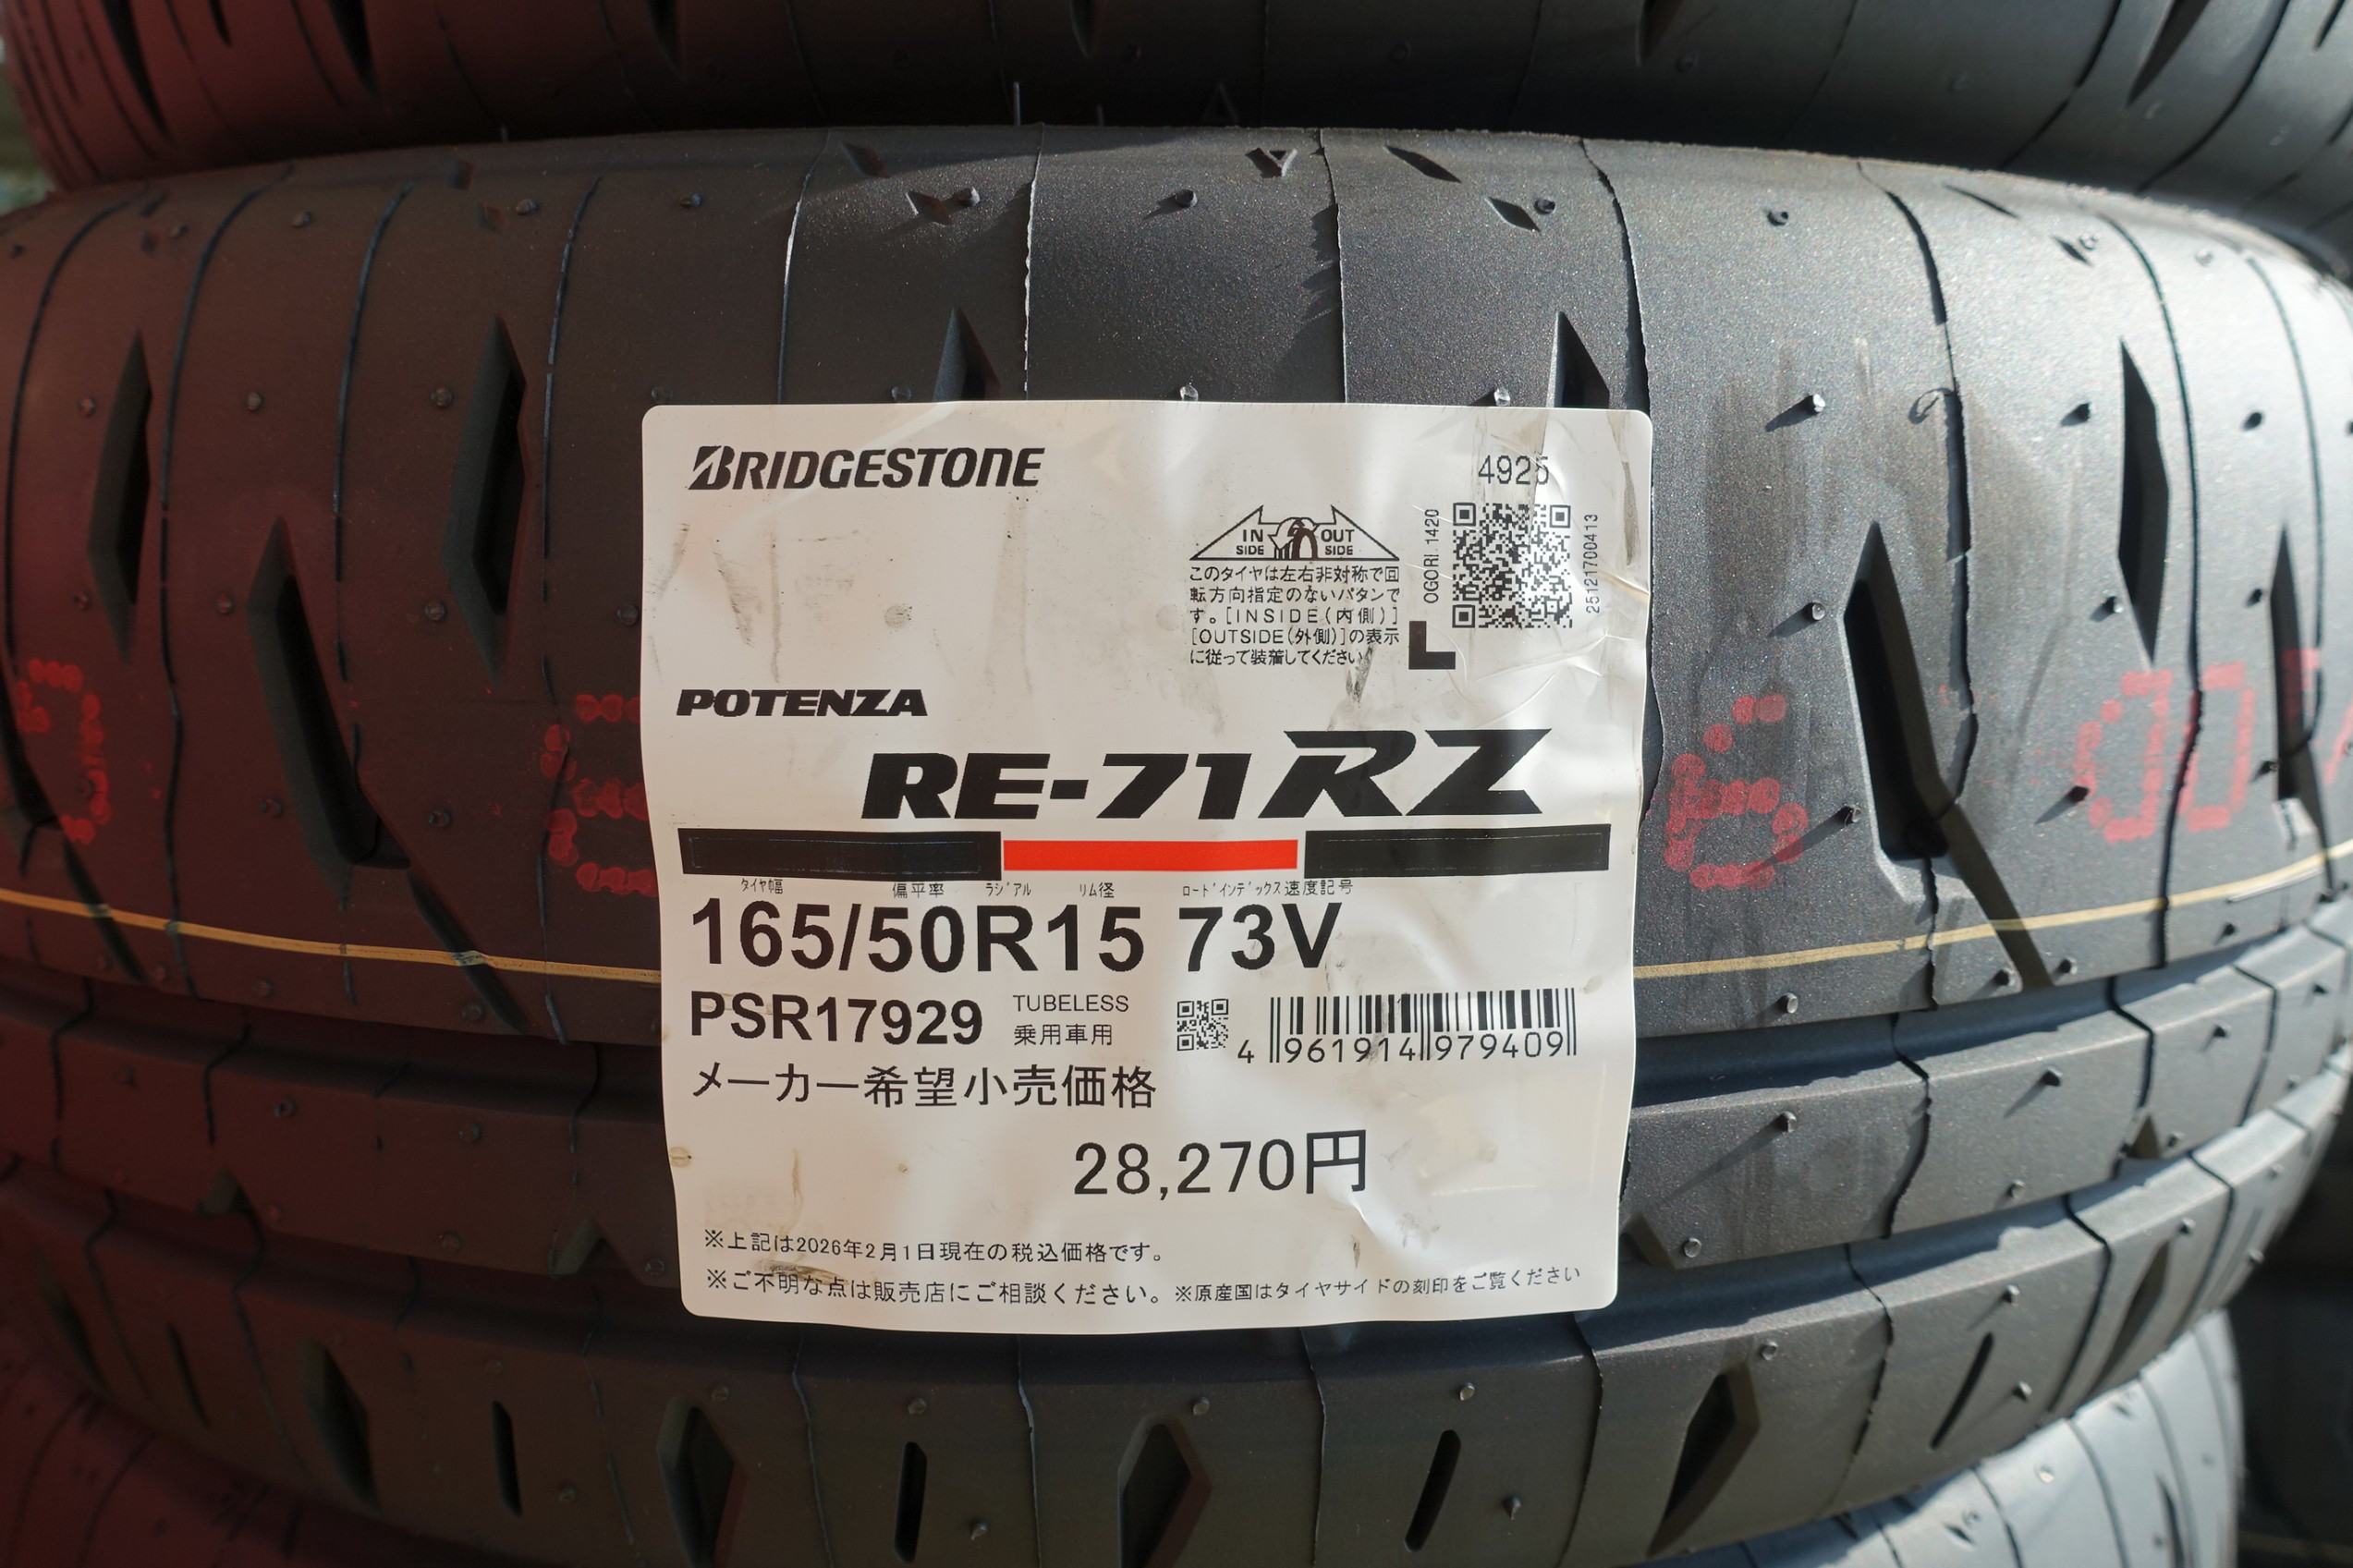 BRIDGESTONE
4925
IN SIDE OUT SIDE
OGORI 1420
25121700413
このタイヤは左右非対称で回
転方向指定のないパタンで
す。[INSIDE(内側)]
[OUTSIDE(外側)]の表示
に従って装着してください
L
POTENZA
RE-71RZ
タイヤ幅 偏平率 ラジアル リム径 ロードインデックス 速度記号
165/50R15 73V
PSR17929 TUBELESS
乗用車用
4 961914 979409
メーカー希望小売価格
28,270円
※上記は2026年2月1日現在の税込価格です。
※ご不明な点は販売店にご相談ください。※原産国はタイヤサイドの刻印をご覧ください